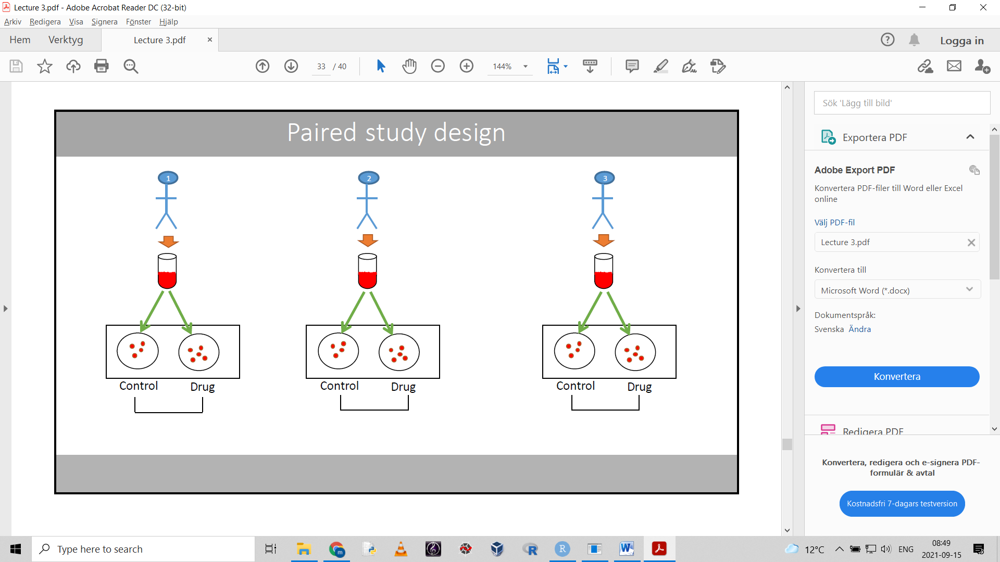 Lecture 3.pdf - Adobe Acrobat Reader DC (32-bit)
Arkiv Redigera Visa Signera Fönster Hjälp
Hem Verktyg Lecture 3.pdf × Logga in
33 / 40 144%
Paired study design
1 2 3
Control Drug Control Drug Control Drug
Sök 'Lägg till bild'
Exportera PDF
Adobe Export PDF
Konvertera PDF-filer till Word eller Excel
online
Välj PDF-fil
Lecture 3.pdf
Konvertera till
Microsoft Word (*.docx)
Dokumentspråk:
Svenska Ändra
Konvertera
Redigera PDF
Konvertera, redigera och e-signera PDF-
formulär & avtal
Kostnadsfri 7-dagars testversion
Type here to search
12°C ENG 08:49
2021-09-15